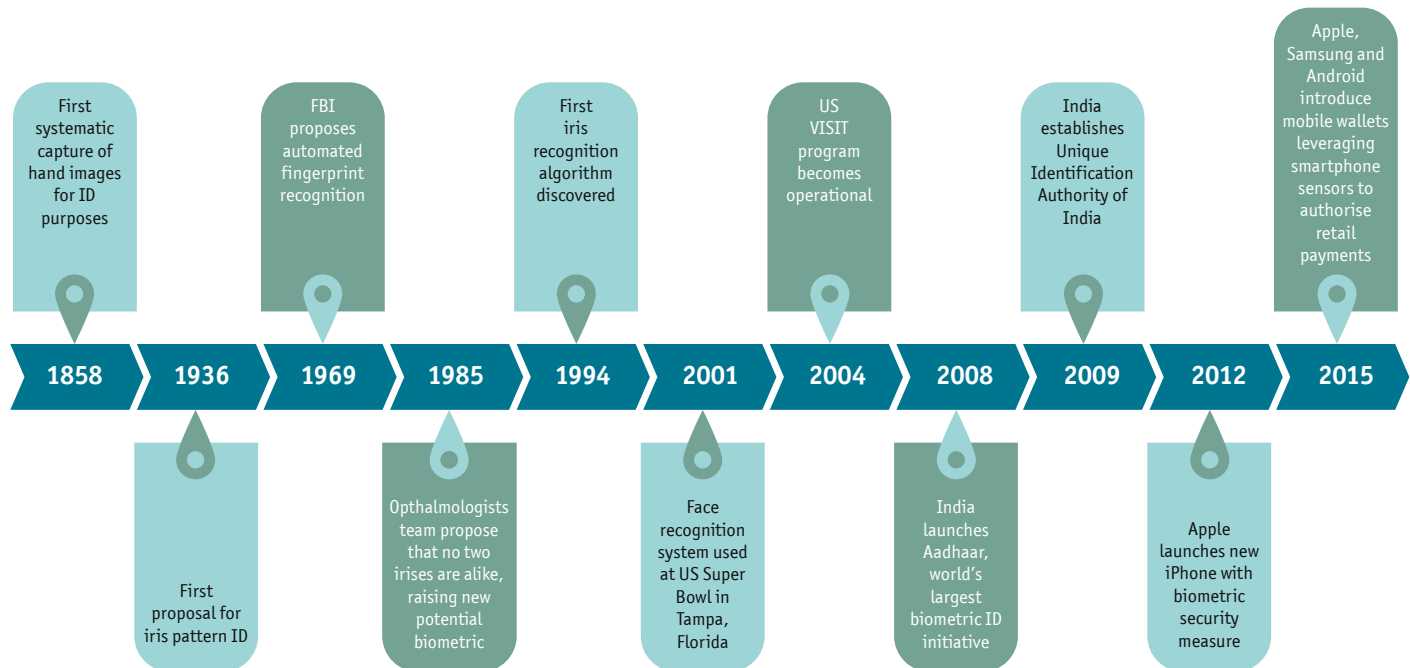 First
systematic
capture of
hand images
for ID
purposes
FBI
proposes
automated
fingerprint
recognition
First
iris
recognition
algorithm
discovered
US
VISIT
program
becomes
operational
India
establishes
Unique
Identification
Authority of
India
Apple,
Samsung and
Android
introduce
mobile wallets
leveraging
smartphone
sensors to
authorise
retail
payments
1858
1936
1969
1985
1994
2001
2004
2008
2009
2012
2015
First
proposal for
iris pattern ID
Opthalmologists
team propose
that no two
irises are alike,
raising new
potential
biometric
Face
recognition
system used
at US Super
Bowl in
Tampa,
Florida
India
launches
Aadhaar,
world's
largest
biometric ID
initiative
Apple
launches new
iPhone with
biometric
security
measure